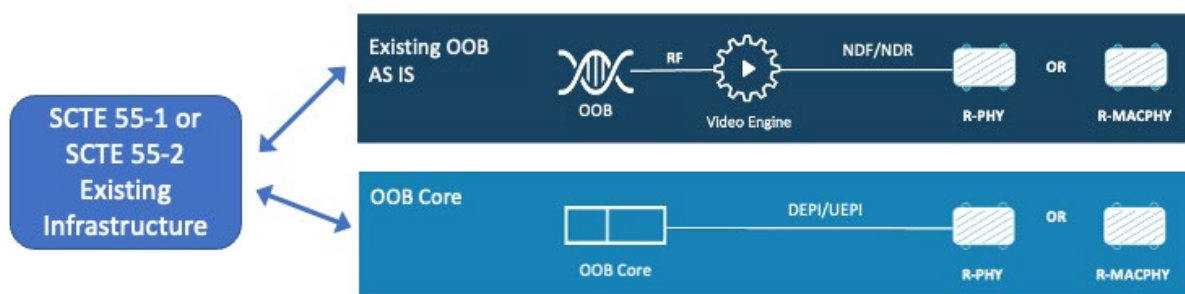 SCTE 55-1 or
SCTE 55-2
Existing
Infrastructure
Existing OOB
AS IS
OOB
RF
Video Engine
NDF/NDR
R-PHY
OR
R-MACPHY
OOB Core
OOB Core
DEPI/UEPI
R-PHY
OR
R-MACPHY